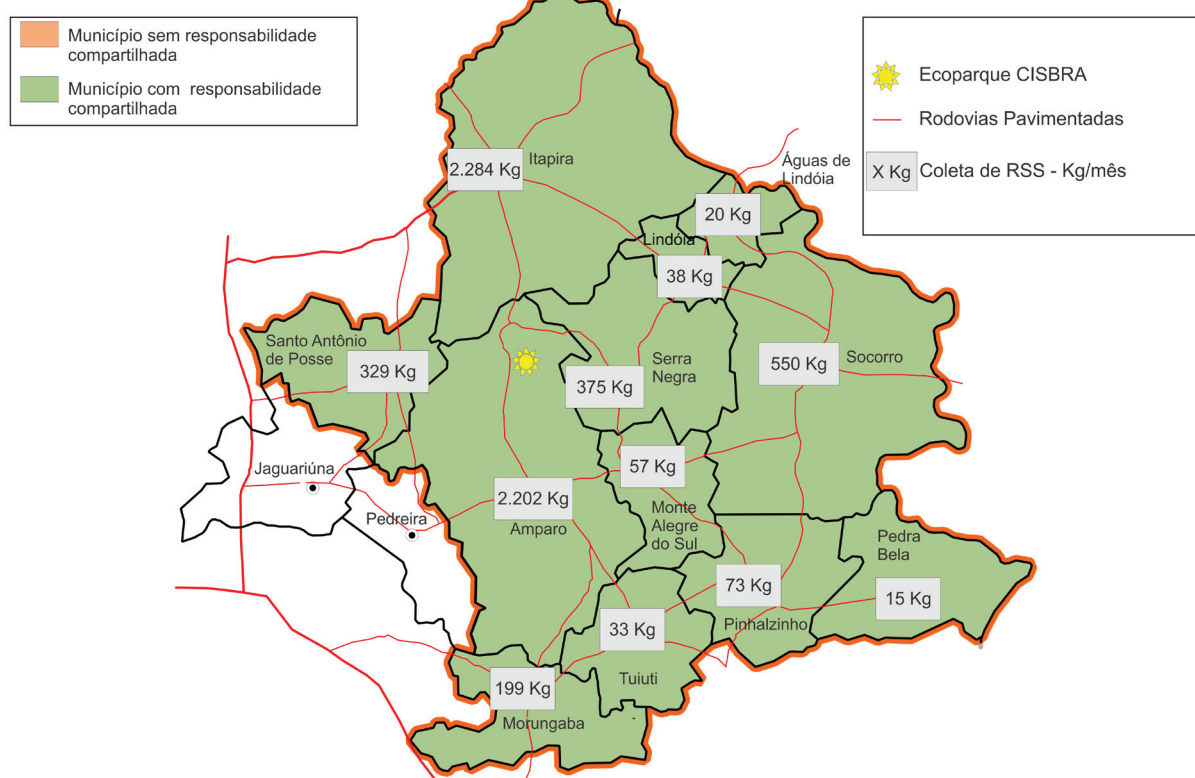 Município sem responsabilidade
compartilhada
Município com responsabilidade
compartilhada
Ecoparque CISBRA
Rodovias Pavimentadas
X Kg
Coleta de RSS - Kg/mês
2.284 Kg
Itapira
Águas de
Lindóia
20 Kg
Lindóia
38 Kg
Santo Antônio
de Posse
329 Kg
Serra
Negra
375 Kg
550 Kg
Socorro
Jaguariúna
57 Kg
Pedreira
2.202 Kg
Amparo
Monte
Alegre
do Sul
Pedra
Bela
73 Kg
15 Kg
33 Kg
Pinhalzinho
Tuiuti
199 Kg
Morungaba